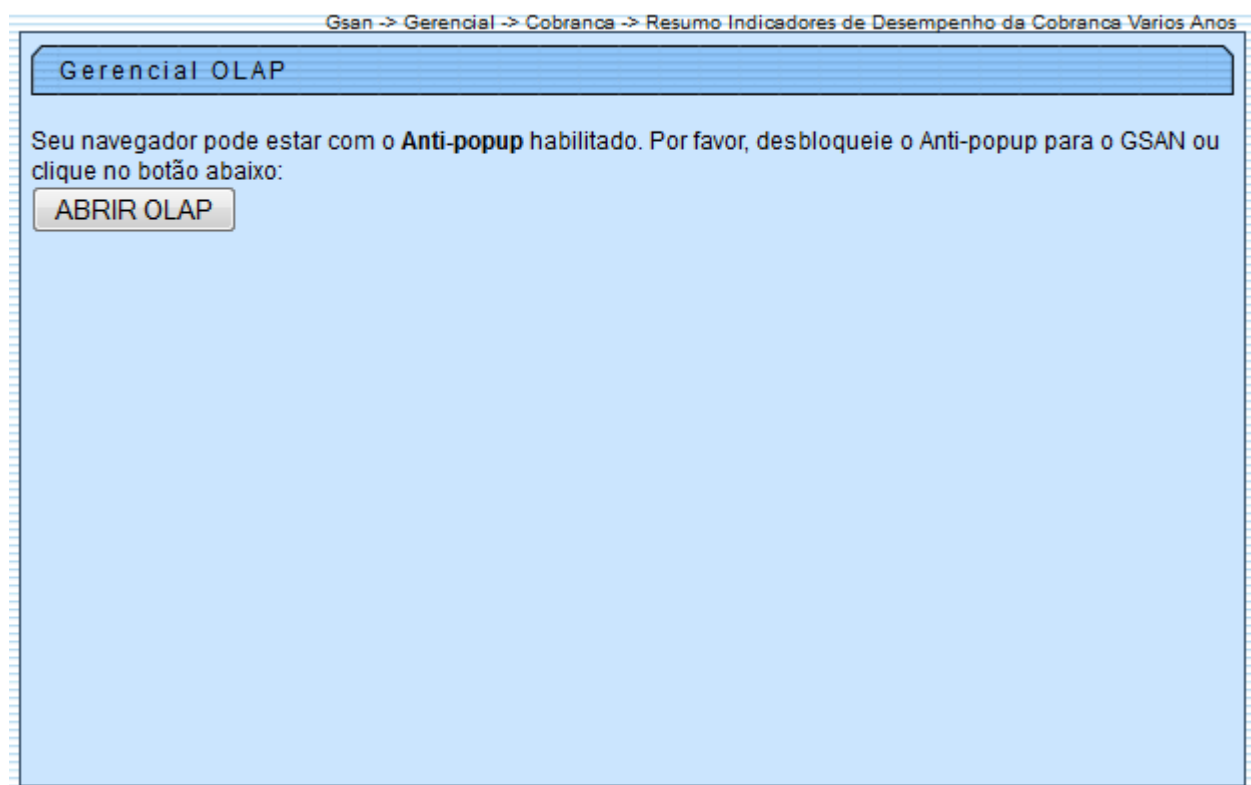 Gsan -> Gerencial -> Cobranca -> Resumo Indicadores de Desempenho da Cobranca Varios Anos
Gerencial OLAP
Seu navegador pode estar com o Anti-popup habilitado. Por favor, desbloqueie o Anti-popup para o GSAN ou
clique no botão abaixo:
ABRIR OLAP